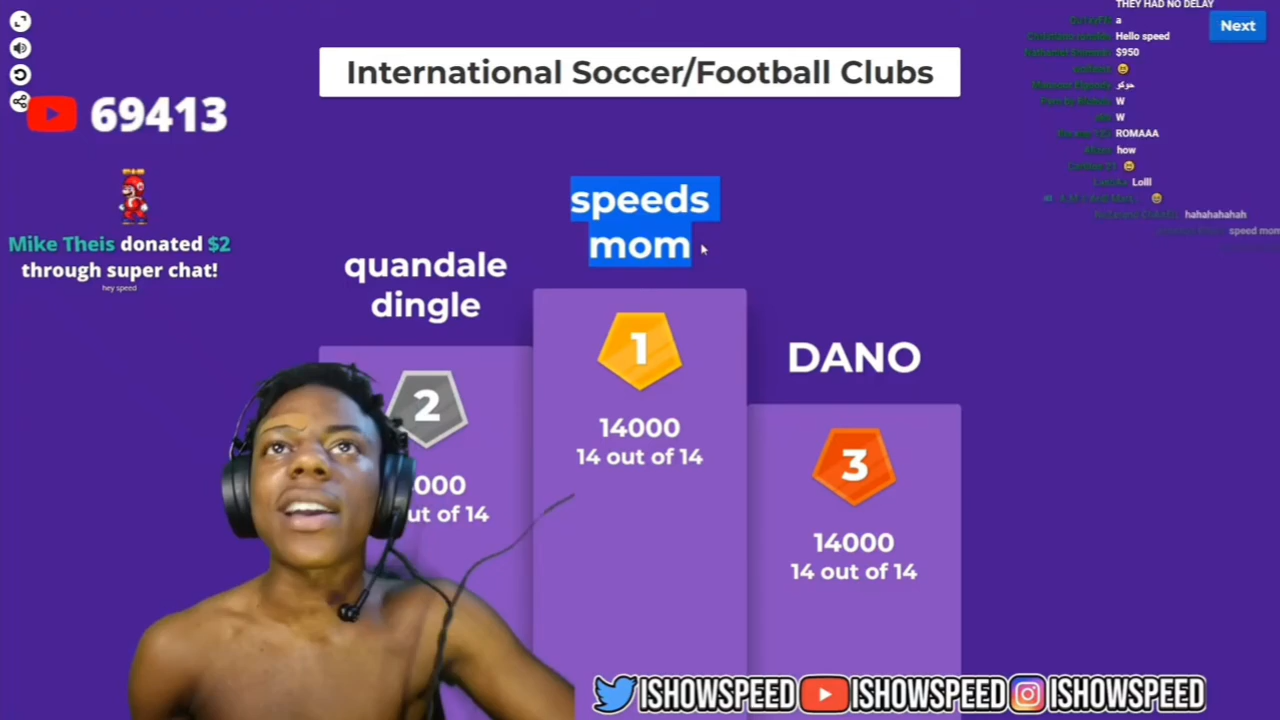 THEY HAD NO DELAY
a
Hello speed
$950
W
W
ROMAAA
how
Lolll
hahahahahah
speed mom
Next
International Soccer/Football Clubs
69413
Mike Theis donated $2
through super chat!
hey speed
speeds
mom
quandale
dingle
DANO
1
14000
14 out of 14
2
000
ut of 14
3
14000
14 out of 14
ISHOWSPEED ISHOWSPEED ISHOWSPEED